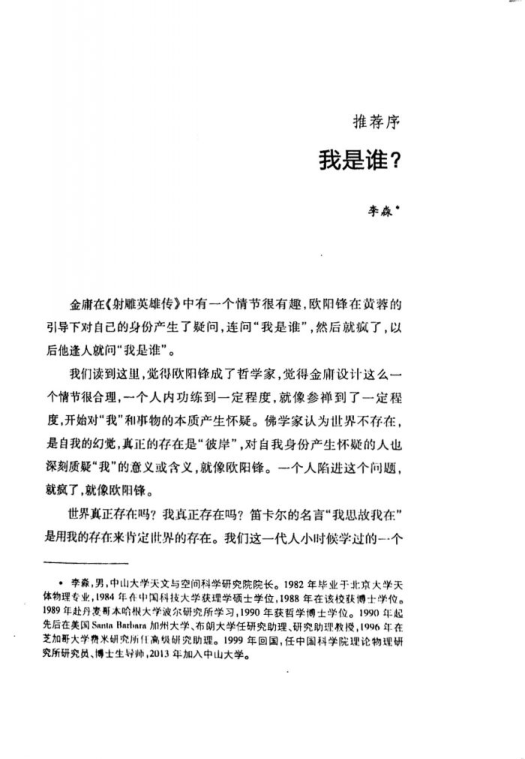 推荐序
我是谁?
李淼*
金庸在《射雕英雄传》中有一个情节很有趣,欧阳锋在黄蓉的
引导下对自己的身份产生了疑问,连问“我是谁”,然后就疯了,以
后他逢人就问“我是谁”。
我们读到这里,觉得欧阳锋成了哲学家,觉得金庸设计这么一
个情节很合理,一个人内功练到一定程度,就像参禅到了一定程
度,开始对“我”和事物的本质产生怀疑。佛学家认为世界不存在,
是自我的幻觉,真正的存在是“彼岸”,对自我身份产生怀疑的人也
深刻质疑“我”的意义或含义,就像欧阳锋。一个人陷进这个问题,
就疯了,就像欧阳锋。
世界真正存在吗?我真正存在吗?笛卡尔的名言“我思故我在”
是用我的存在来肯定世界的存在。我们这一代人小时候学过的一个
* 李淼,男,中山大学天文与空间科学研究院院长。1982 年毕业于北京大学天
体物理专业,1984 年在中国科技大学获理学硕士学位,1988 年在该校获博士学位。
1989 年赴丹麦哥本哈根大学波尔研究所学习,1990 年获哲学博士学位。1990 年起
先后在美国 Santa Barbara 加州大学、布朗大学任研究助理、研究助理教授,1996 年在
芝加哥大学费米研究所任高级研究助理。1999 年回国,任中国科学院理论物理研
究所研究员、博士生导师,2013 年加入中山大学。